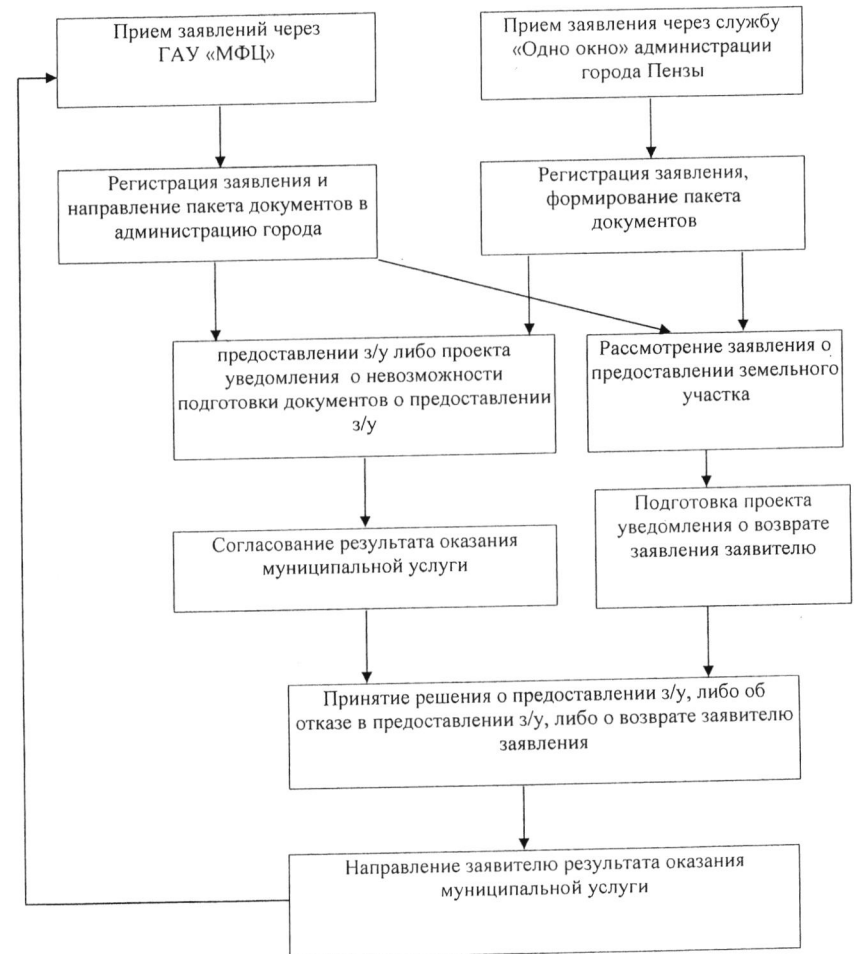 Прием заявлений через
ГАУ «МФЦ»
Прием заявления через службу
«Одно окно» администрации
города Пензы
Регистрация заявления и
направление пакета документов в
администрацию города
Регистрация заявления,
формирование пакета
документов
предоставлении з/у либо проекта
уведомления о невозможности
подготовки документов о предоставлении
з/у
Рассмотрение заявления о
предоставлении земельного
участка
Согласование результата оказания
муниципальной услуги
Подготовка проекта
уведомления о возврате
заявления заявителю
Принятие решения о предоставлении з/у, либо об
отказе в предоставлении з/у, либо о возврате заявителю
заявления
Направление заявителю результата оказания
муниципальной услуги